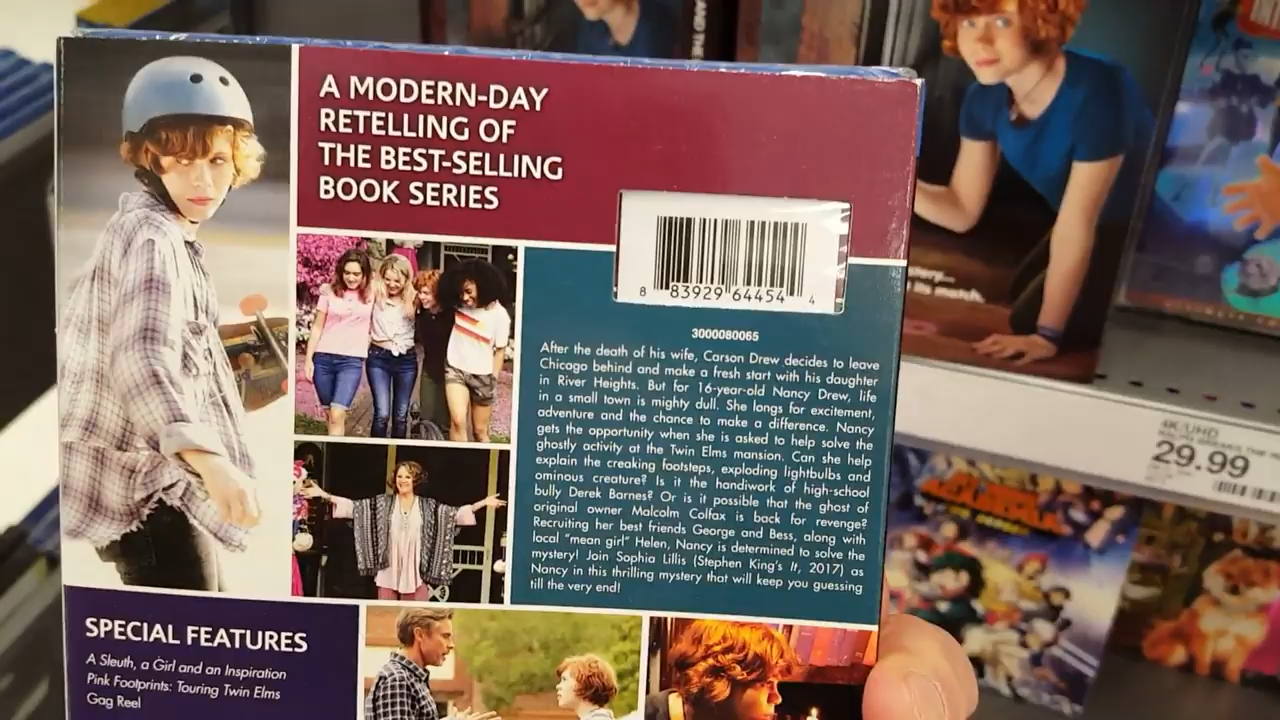 A MODERN-DAY
RETELLING OF
THE BEST-SELLING
BOOK SERIES
8 83929 64454 4
3000080065
After the death of his wife, Carson Drew decides to leave
Chicago behind and make a fresh start with his daughter
in River Heights. But for 16-year-old Nancy Drew, life
in a small town is mighty dull. She longs for excitement,
adventure and the chance to make a difference. Nancy
gets the opportunity when she is asked to help solve the
ghostly activity at the Twin Elms mansion. Can she help
explain the creaking footsteps, exploding lightbulbs and
ominous creature? Is it the handiwork of high-school
bully Derek Barnes? Or is it possible that the ghost of
original owner Malcolm Colfax is back for revenge?
Recruiting her best friends George and Bess, along with
local "mean girl" Helen, Nancy is determined to solve the
mystery! Join Sophia Lillis (Stephen King's It, 2017) as
Nancy in this thrilling mystery that will keep you guessing
till the very end!
SPECIAL FEATURES
A Sleuth, a Girl and an Inspiration
Pink Footprints: Touring Twin Elms
Gag Reel
its match.
4K/UHD
29.99